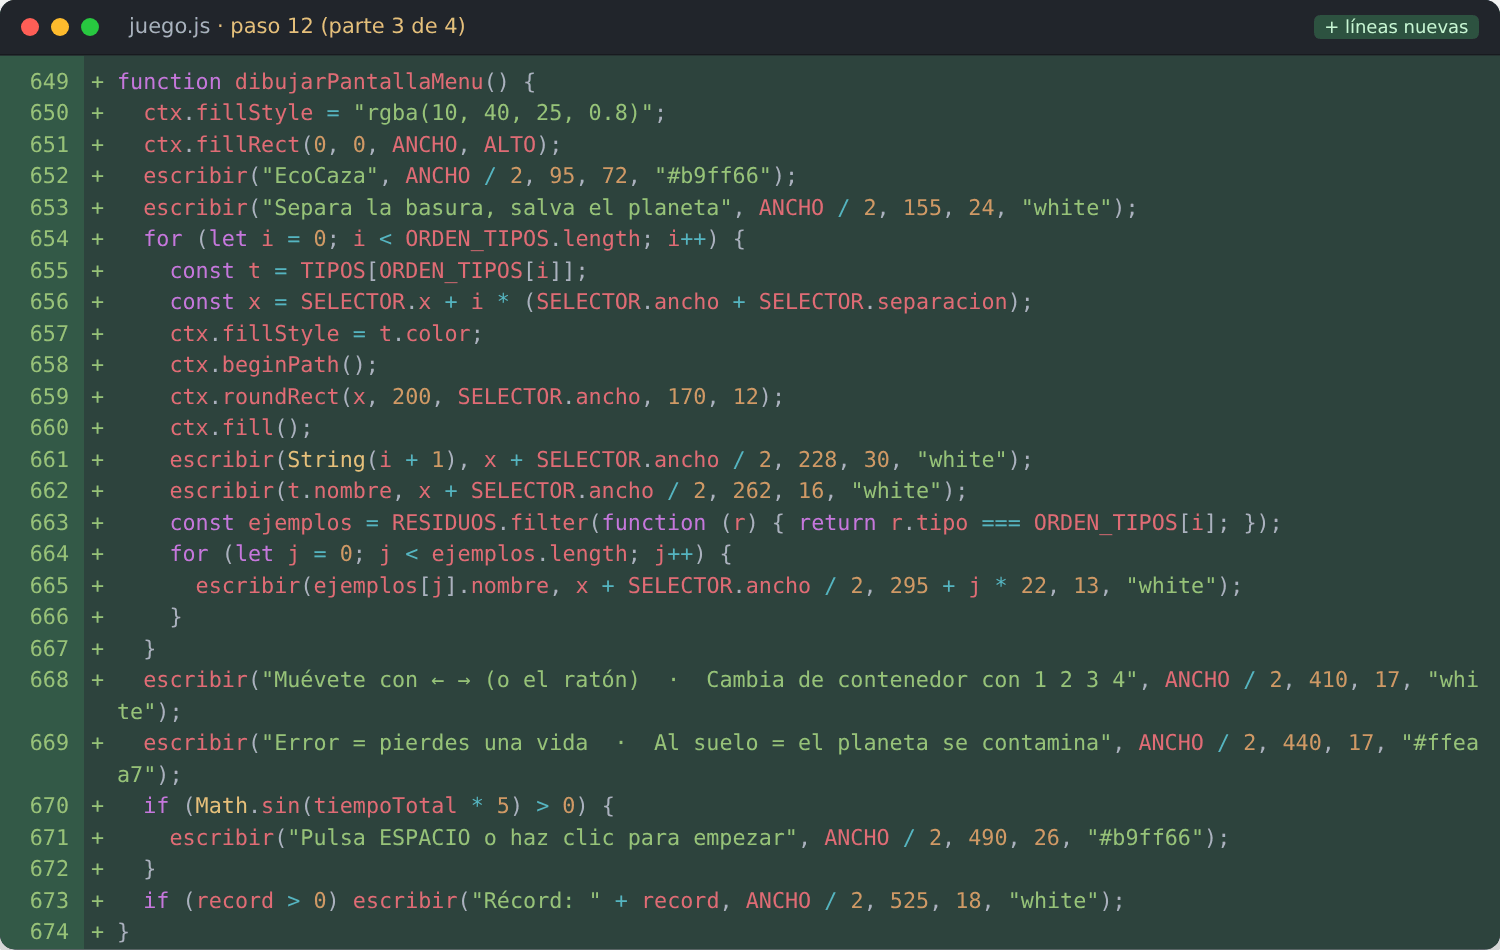 juego.js · paso 12 (parte 3 de 4)
+ líneas nuevas
649 + function dibujarPantallaMenu() {
650 +   ctx.fillStyle = "rgba(10, 40, 25, 0.8)";
651 +   ctx.fillRect(0, 0, ANCHO, ALTO);
652 +   escribir("EcoCaza", ANCHO / 2, 95, 72, "#b9ff66");
653 +   escribir("Separa la basura, salva el planeta", ANCHO / 2, 155, 24, "white");
654 +   for (let i = 0; i < ORDEN_TIPOS.length; i++) {
655 +     const t = TIPOS[ORDEN_TIPOS[i]];
656 +     const x = SELECTOR.x + i * (SELECTOR.ancho + SELECTOR.separacion);
657 +     ctx.fillStyle = t.color;
658 +     ctx.beginPath();
659 +     ctx.roundRect(x, 200, SELECTOR.ancho, 170, 12);
660 +     ctx.fill();
661 +     escribir(String(i + 1), x + SELECTOR.ancho / 2, 228, 30, "white");
662 +     escribir(t.nombre, x + SELECTOR.ancho / 2, 262, 16, "white");
663 +     const ejemplos = RESIDUOS.filter(function (r) { return r.tipo === ORDEN_TIPOS[i]; });
664 +     for (let j = 0; j < ejemplos.length; j++) {
665 +       escribir(ejemplos[j].nombre, x + SELECTOR.ancho / 2, 295 + j * 22, 13, "white");
666 +     }
667 +   }
668 +   escribir("Muévete con ← → (o el ratón)  ·  Cambia de contenedor con 1 2 3 4", ANCHO / 2, 410, 17, "whi
te");
669 +   escribir("Error = pierdes una vida  ·  Al suelo = el planeta se contamina", ANCHO / 2, 440, 17, "#ffea
a7");
670 +   if (Math.sin(tiempoTotal * 5) > 0) {
671 +     escribir("Pulsa ESPACIO o haz clic para empezar", ANCHO / 2, 490, 26, "#b9ff66");
672 +   }
673 +   if (record > 0) escribir("Récord: " + record, ANCHO / 2, 525, 18, "white");
674 + }